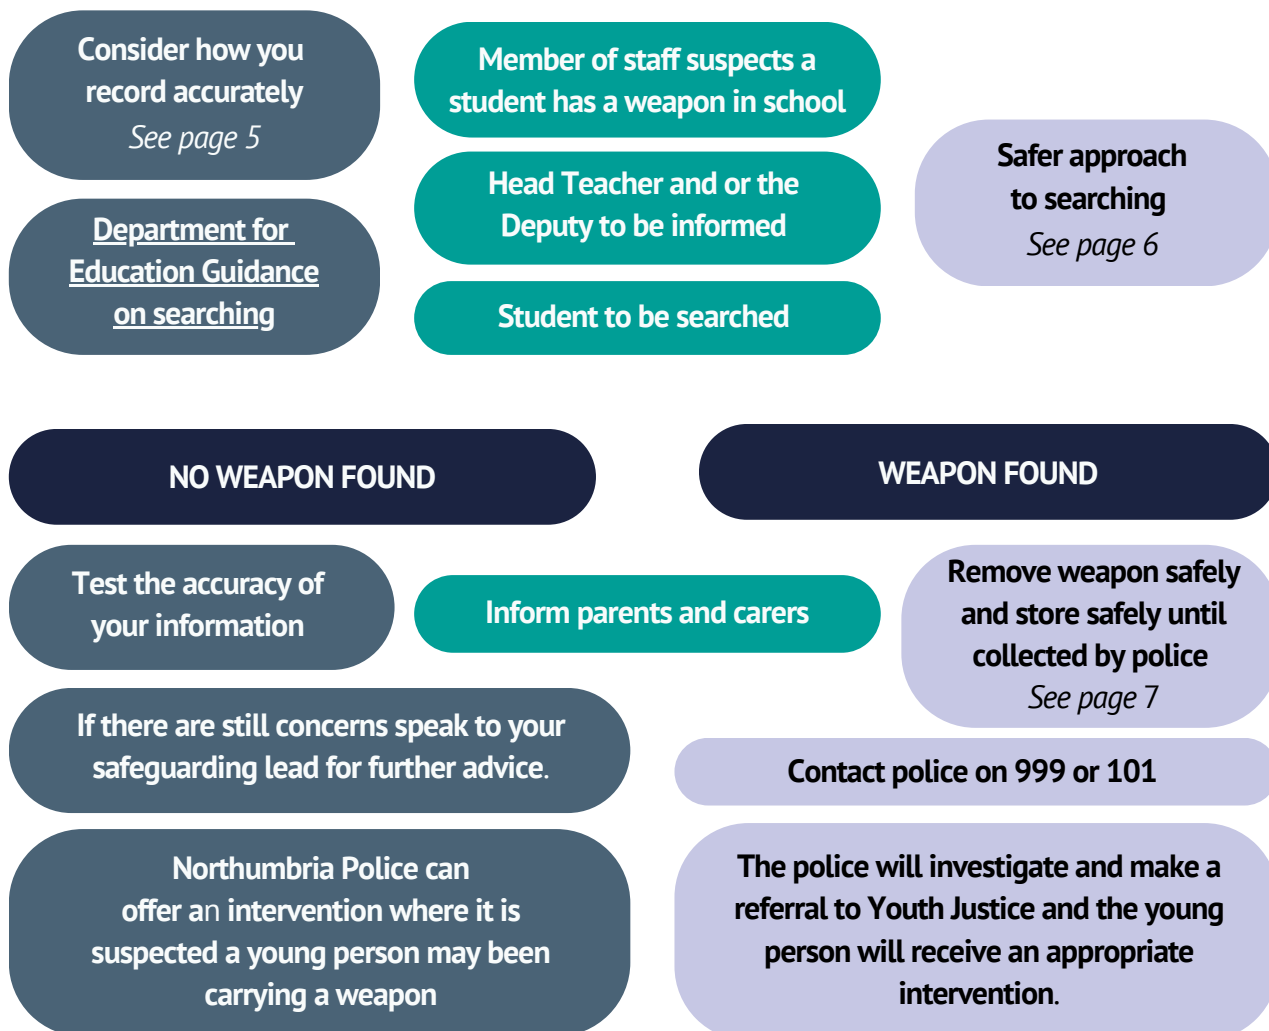 Consider how you
record accurately
See page 5
Department for
Education Guidance
on searching
Member of staff suspects a
student has a weapon in school
Head Teacher and or the
Deputy to be informed
Student to be searched
Safer approach
to searching
See page 6
NO WEAPON FOUND
WEAPON FOUND
Test the accuracy of
your information
Inform parents and carers
Remove weapon safely
and store safely until
collected by police
See page 7
If there are still concerns speak to your
safeguarding lead for further advice.
Contact police on 999 or 101
Northumbria Police can
offer an intervention where it is
suspected a young person may been
carrying a weapon
The police will investigate and make a
referral to Youth Justice and the young
person will receive an appropriate
intervention.